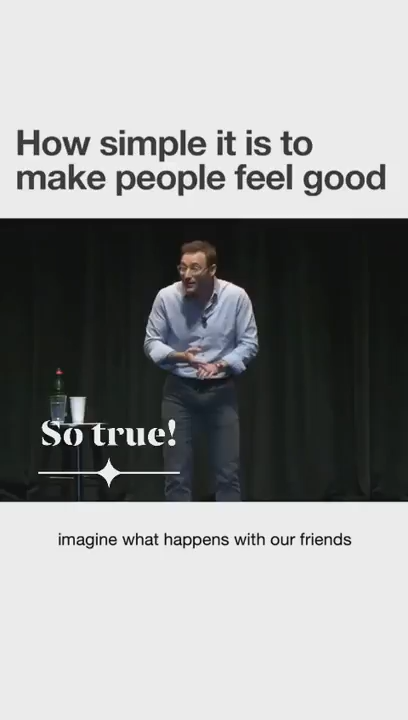 How simple it is to
make people feel good
So true!
imagine what happens with our friends